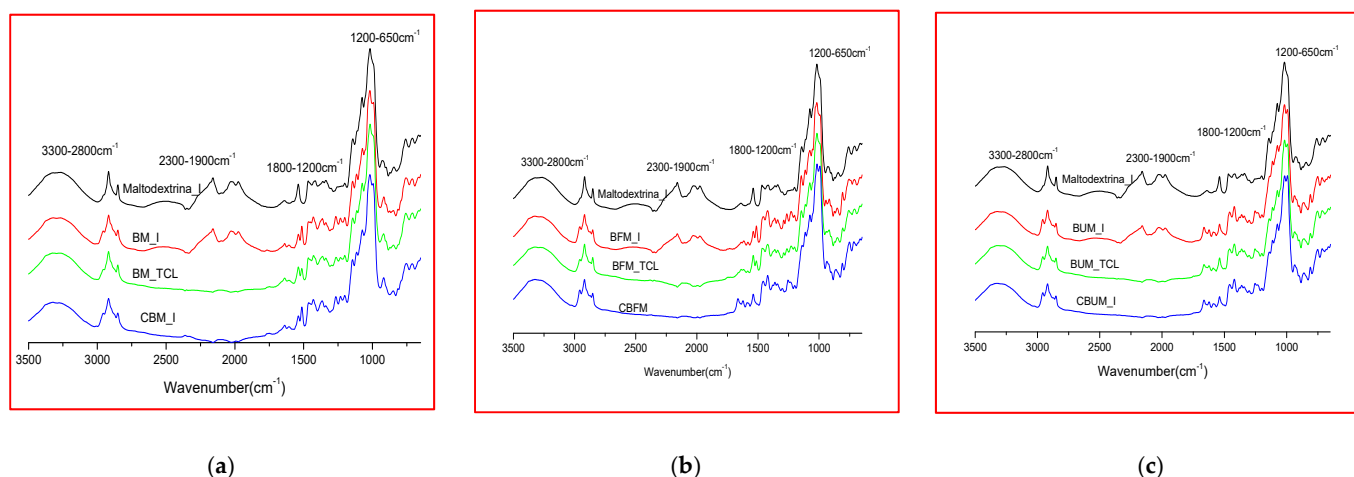 1200-650cm-1
3300-2800cm-1
2300-1900cm-1
1800-1200cm-1
Maltodextrina_I
BM_I
BM_TCL
CBM_I
3500 3000 2500 2000 1500 1000
Wavenumber(cm-1)
(a)
1200-650cm-1
1800-1200cm-1
3300-2800cm-1
2300-1900cm-1
Maltodextrina_I
BFM_I
BFM_TCL
CBFM
3500 3000 2500 2000 1500 1000
Wavenumber(cm-1)
(b)
1200-650cm-1
1800-1200cm-1
3300-2800cm-1
2300-1900cm-1
Maltodextrina_I
BUM_I
BUM_TCL
CBUM_I
3500 3000 2500 2000 1500 1000
Wavenumber(cm-1)
(c)